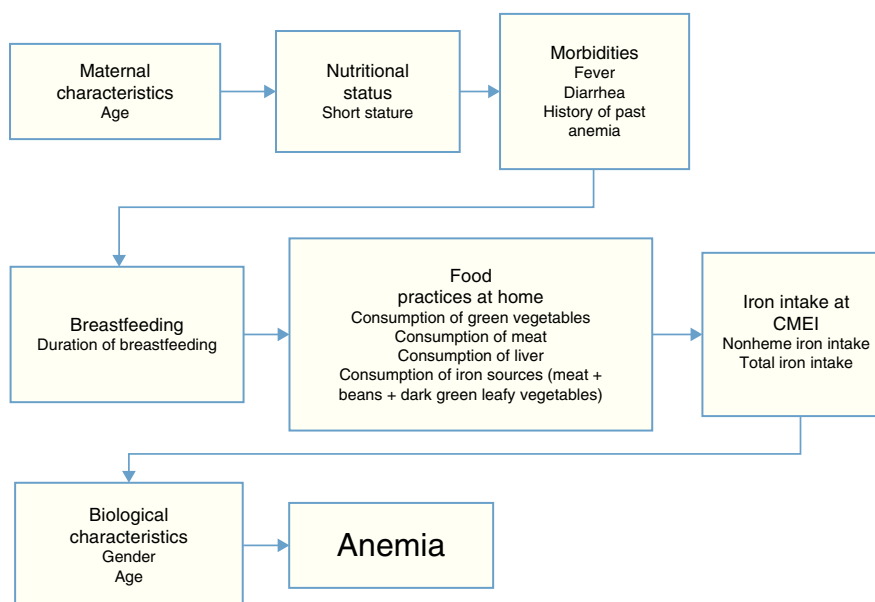 Maternal
characteristics
Age
Nutritional
status
Short stature
Morbidities
Fever
Diarrhea
History of past
anemia
Breastfeeding
Duration of breastfeeding
Food
practices at home
Consumption of green vegetables
Consumption of meat
Consumption of liver
Consumption of iron sources (meat +
beans + dark green leafy vegetables)
Iron intake at
CMEI
Nonheme iron intake
Total iron intake
Biological
characteristics
Gender
Age
Anemia